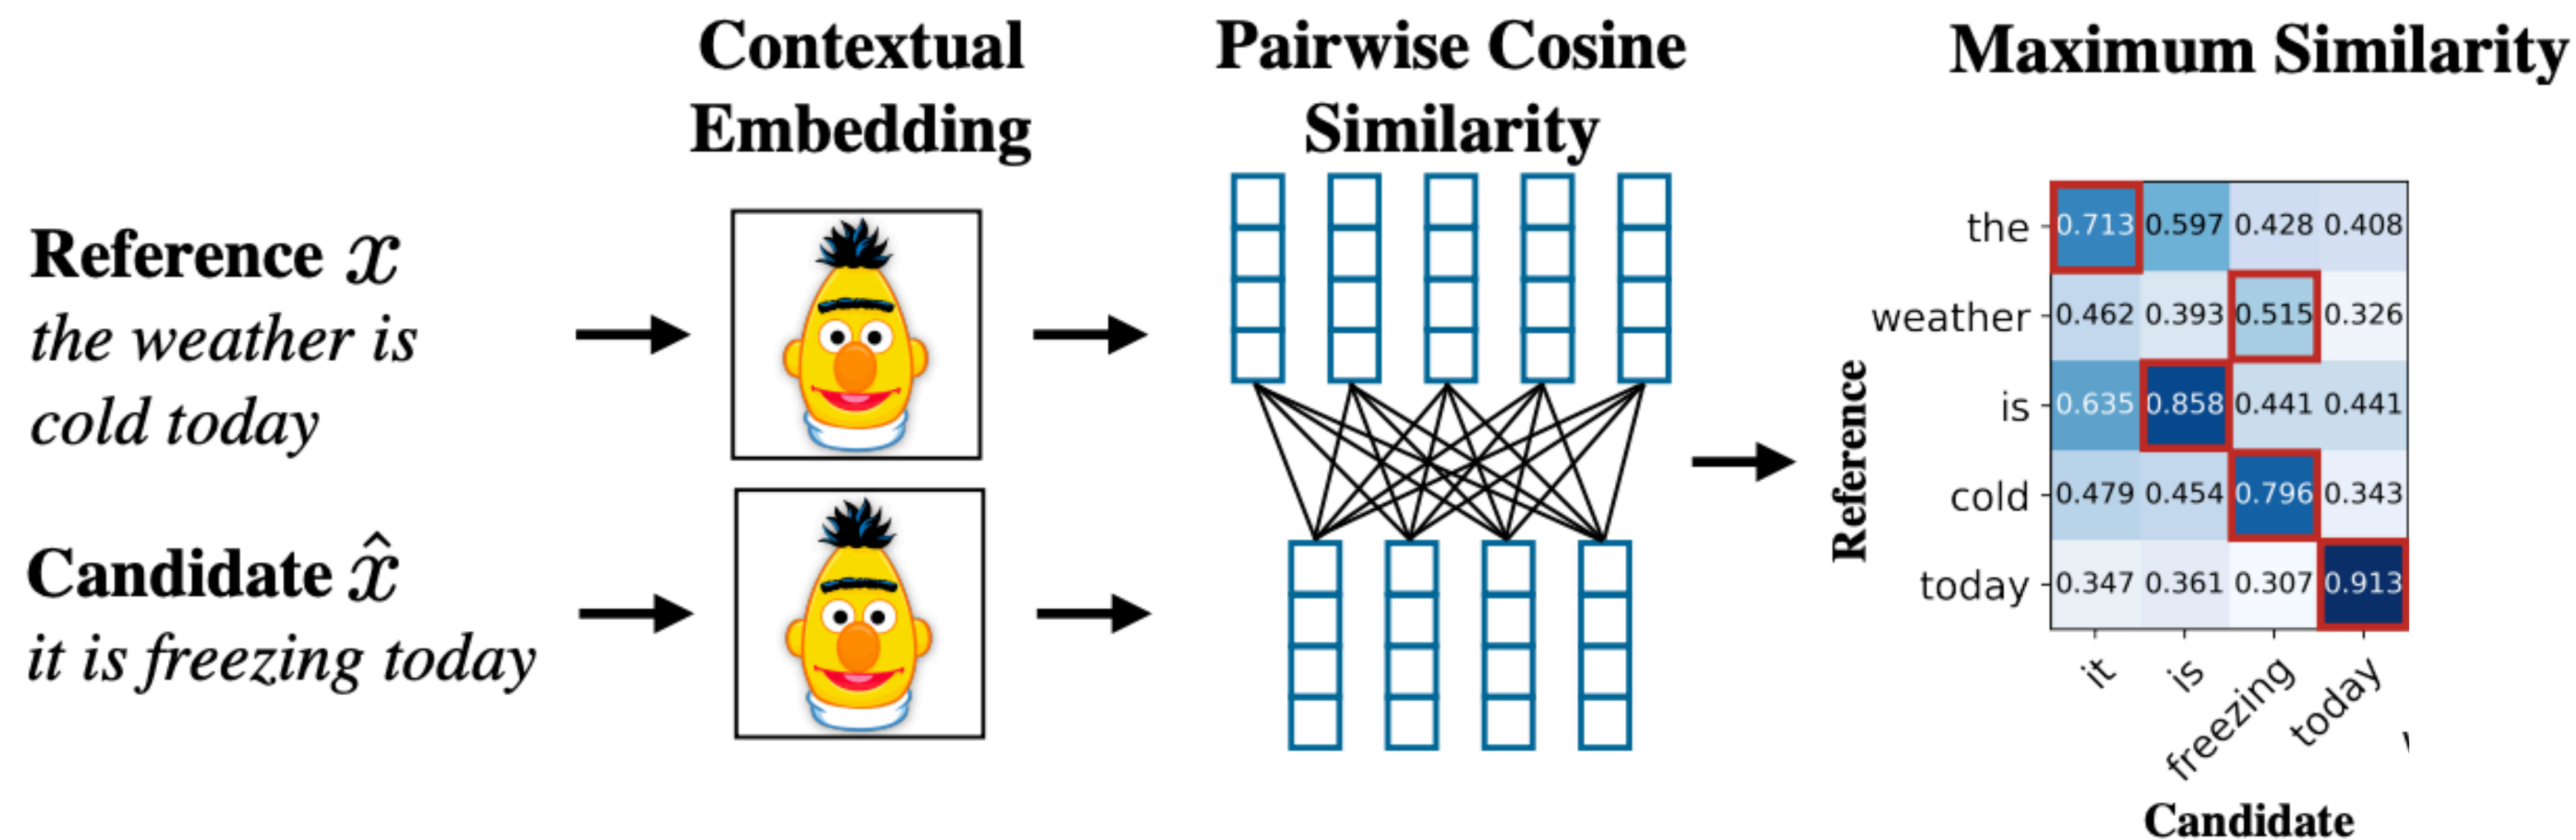 Contextual
Embedding
Pairwise Cosine
Similarity
Maximum Similarity
Reference x
the weather is
cold today
Candidate x̂
it is freezing today
Reference
the 0.713 0.597 0.428 0.408
weather 0.462 0.393 0.515 0.326
is 0.635 0.858 0.441 0.441
cold 0.479 0.454 0.796 0.343
today 0.347 0.361 0.307 0.913
it is freezing today
Candidate